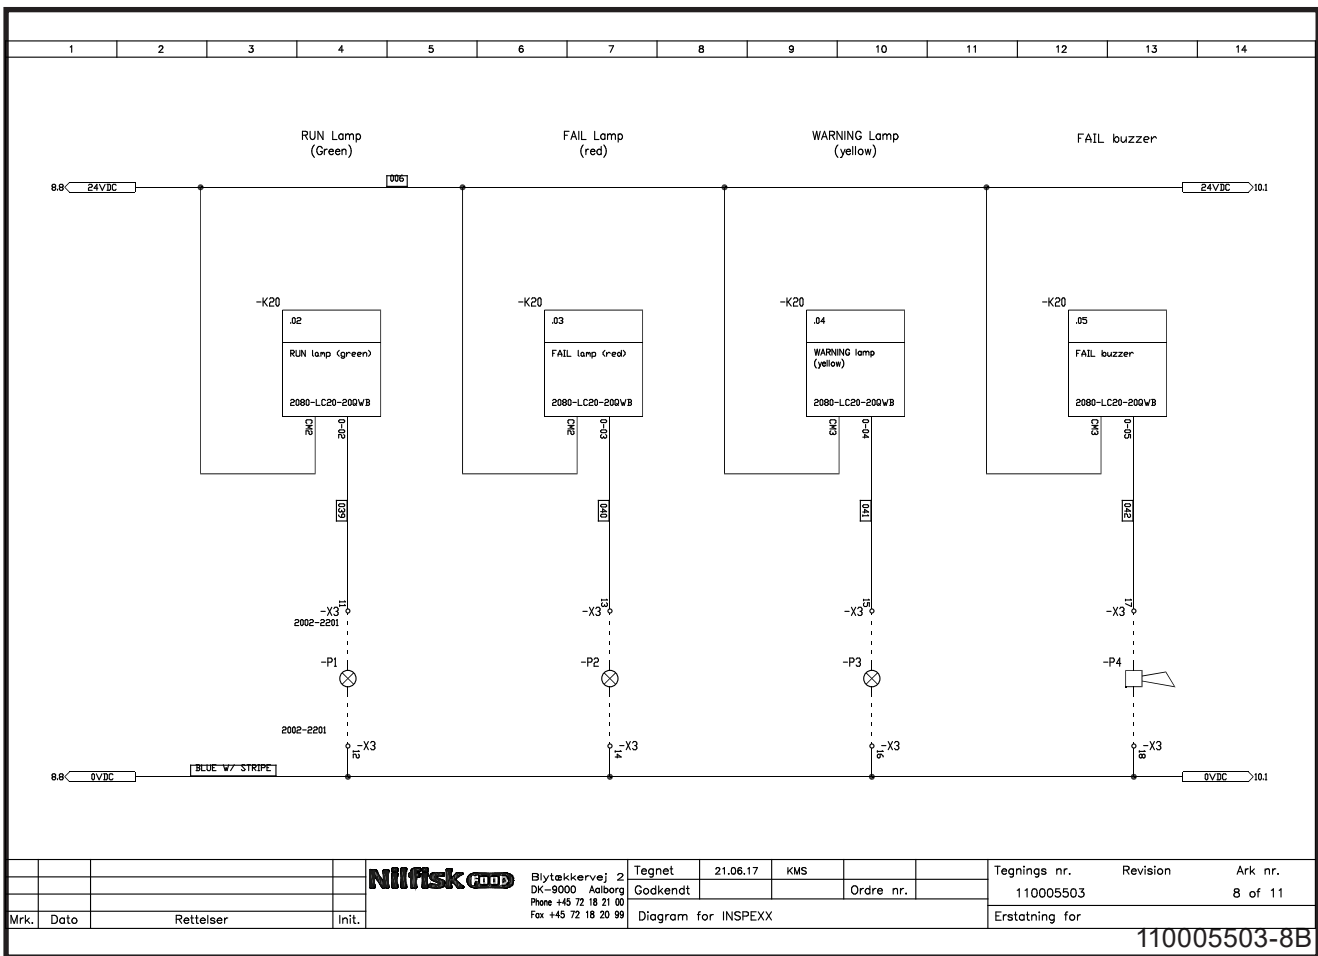 1 2 3 4 5 6 7 8 9 10 11 12 13 14
RUN Lamp
(Green)
FAIL Lamp
(red)
WARNING Lamp
(yellow)
FAIL buzzer
006
8.8 24VDC
24VDC 10.1
-K20
.02
RUN lamp (green)
2080-LC20-20QWB
CM2
O-02
-K20
.03
FAIL lamp (red)
2080-LC20-20QWB
CM2
O-03
-K20
.04
WARNING lamp
(yellow)
2080-LC20-20QWB
CM3
O-04
-K20
.05
FAIL buzzer
2080-LC20-20QWB
CM3
O-05
039
040
041
042
-X3 11
2002-2201
-X3 13
-X3 15
-X3 17
-P1
-P2
-P3
-P4
2002-2201
12 -X3
14 -X3
16 -X3
18 -X3
BLUE W/ STRIPE
8.8 0VDC
0VDC 10.1
Mrk. Dato Rettelser Init.
Nilfisk FOOD
Blytækkervej 2
DK-9000 Aalborg
Phone +45 72 18 21 00
Fax +45 72 18 20 99
Tegnet 21.06.17 KMS
Godkendt Ordre nr.
Diagram for INSPEXX
Tegnings nr. Revision Ark nr.
110005503 8 of 11
Erstatning for
110005503-8B